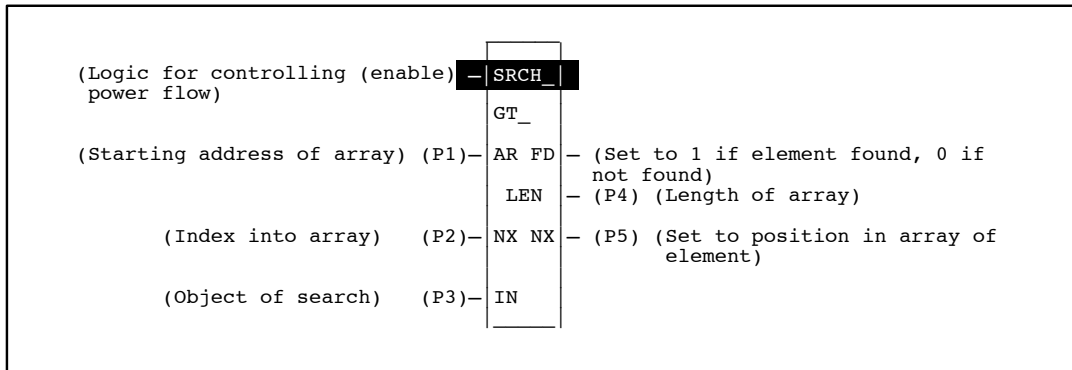 (Logic for controlling (enable) – SRCH_
power flow)
GT_
(Starting address of array) (P1)– AR FD – (Set to 1 if element found, 0 if
not found)
LEN – (P4) (Length of array)
(Index into array) (P2)– NX NX – (P5) (Set to position in array of
element)
(Object of search) (P3)– IN